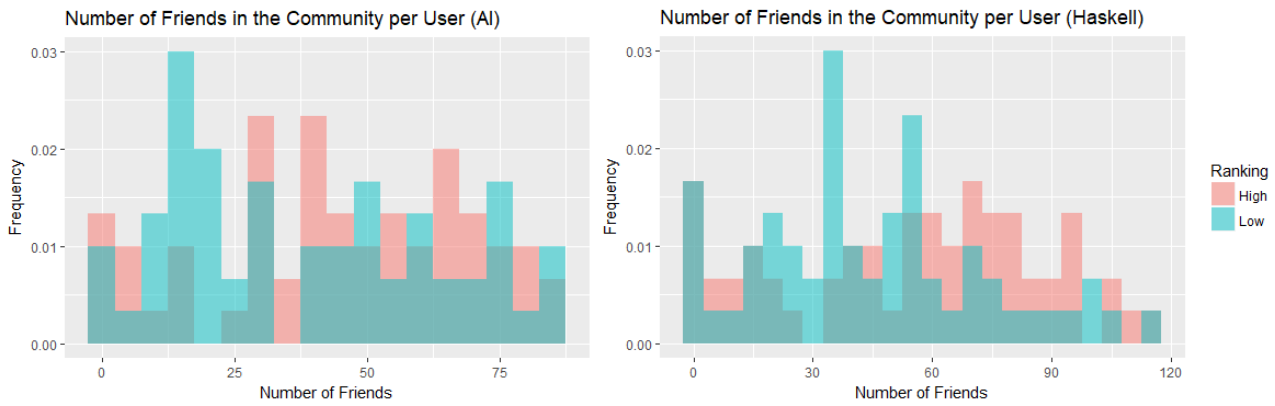 Number of Friends in the Community per User (AI)
Number of Friends in the Community per User (Haskell)
Frequency
0.03
0.02
0.01
0.00
0
25
50
75
Number of Friends
Frequency
0.03
0.02
0.01
0.00
0
30
60
90
120
Number of Friends
Ranking
High
Low